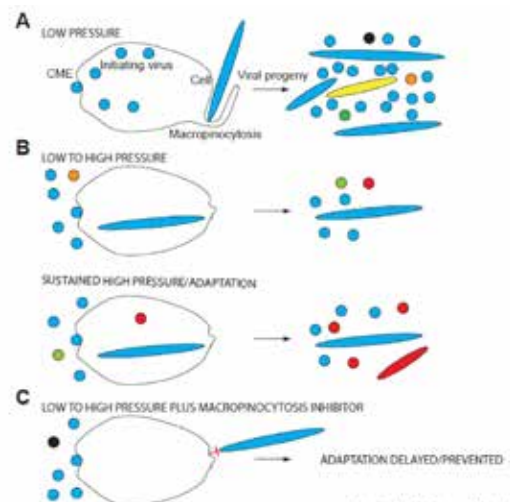 A
LOW PRESSURE
CME
Initiating virus
Cell
Viral progeny
Macropinocytosis
B
LOW TO HIGH PRESSURE
SUSTAINED HIGH PRESSURE/ADAPTATION
C
LOW TO HIGH PRESSURE PLUS MACROPINOCYTOSIS INHIBITOR
ADAPTATION DELAYED/PREVENTED